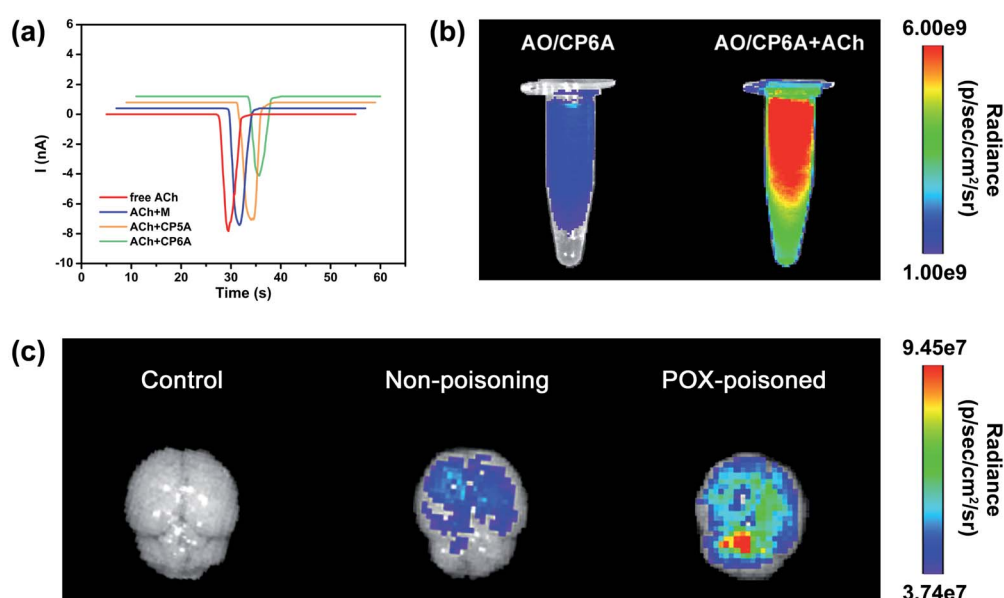 (a)
6
4
2
0
-2
-4
-6
-8
-10
I (nA)
free ACh
ACh+M
ACh+CP5A
ACh+CP6A
0 10 20 30 40 50 60
Time (s)
(b)
AO/CP6A
AO/CP6A+ACh
6.00e9
Radiance
(p/sec/cm²/sr)
1.00e9
(c)
Control
Non-poisoning
POX-poisoned
9.45e7
Radiance
(p/sec/cm²/sr)
3.74e7